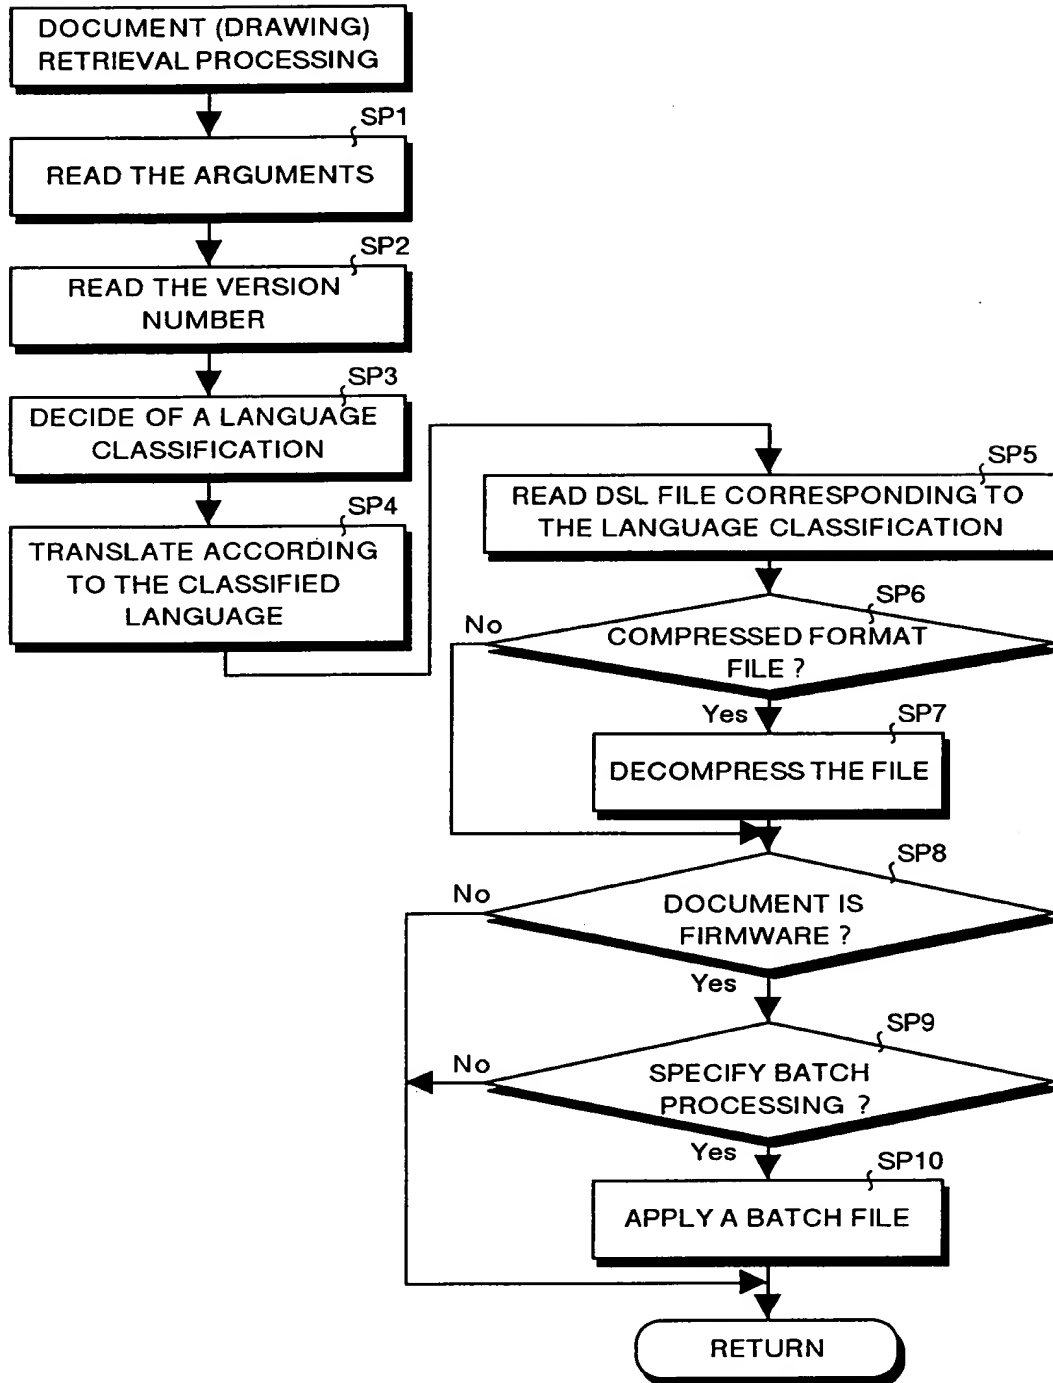 DOCUMENT (DRAWING)
RETRIEVAL PROCESSING
SP1
READ THE ARGUMENTS
SP2
READ THE VERSION
NUMBER
SP3
DECIDE OF A LANGUAGE
CLASSIFICATION
SP4
TRANSLATE ACCORDING
TO THE CLASSIFIED
LANGUAGE
SP5
READ DSL FILE CORRESPONDING TO
THE LANGUAGE CLASSIFICATION
SP6
No
COMPRESSED FORMAT
FILE ?
Yes
SP7
DECOMPRESS THE FILE
SP8
No
DOCUMENT IS
FIRMWARE ?
Yes
SP9
No
SPECIFY BATCH
PROCESSING ?
Yes
SP10
APPLY A BATCH FILE
RETURN